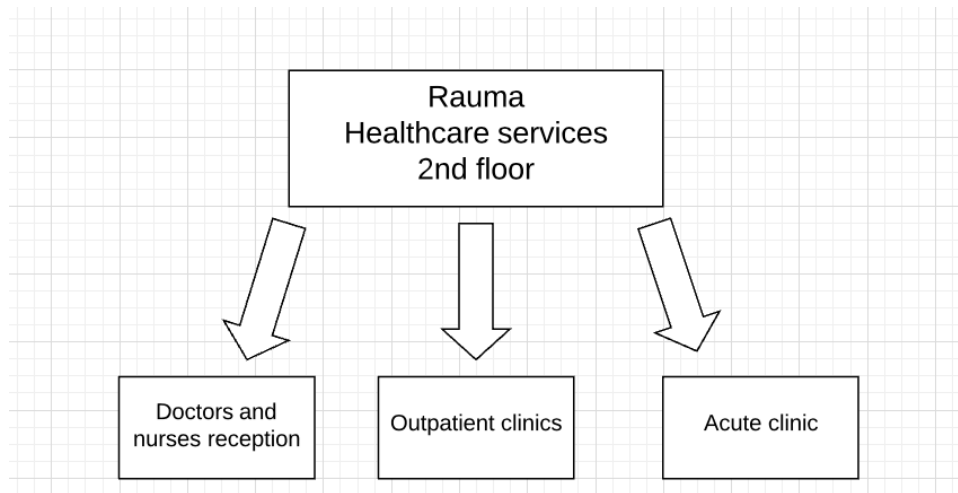 Rauma
Healthcare services
2nd floor
Doctors and
nurses reception
Outpatient clinics
Acute clinic